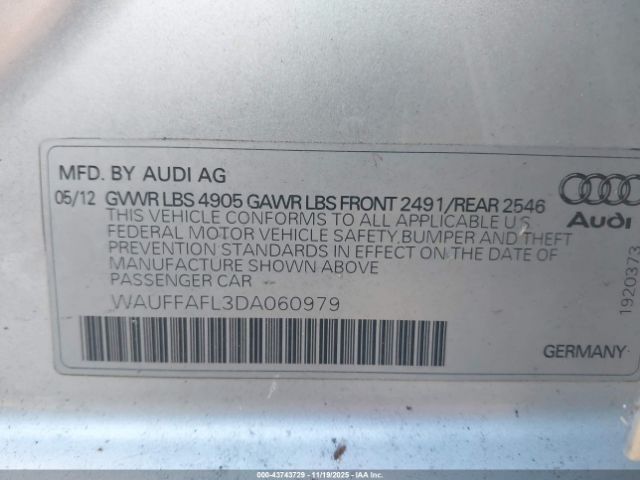 MFD. BY AUDI AG
05/12 GVWR LBS 4905 GAWR LBS FRONT 2491/REAR 2546
THIS VEHICLE CONFORMS TO ALL APPLICABLE U.S.
FEDERAL MOTOR VEHICLE SAFETY,BUMPER AND THEFT
PREVENTION STANDARDS IN EFFECT ON THE DATE OF
MANUFACTURE SHOWN ABOVE
PASSENGER CAR
WAUFFAFL3DA060979
Audi
1920373
GERMANY
000-43743729 - 11/19/2025 - IAAI.COM